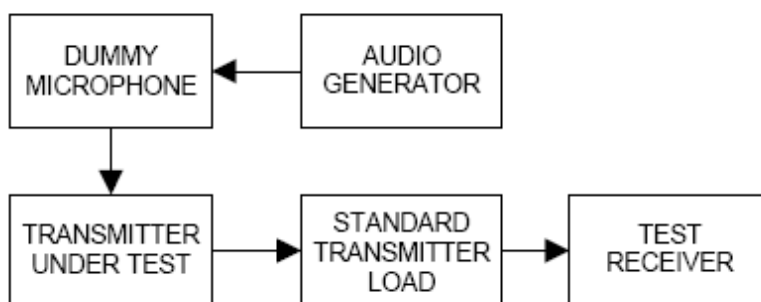 DUMMY
MICROPHONE
AUDIO
GENERATOR
TRANSMITTER
UNDER TEST
STANDARD
TRANSMITTER
LOAD
TEST
RECEIVER